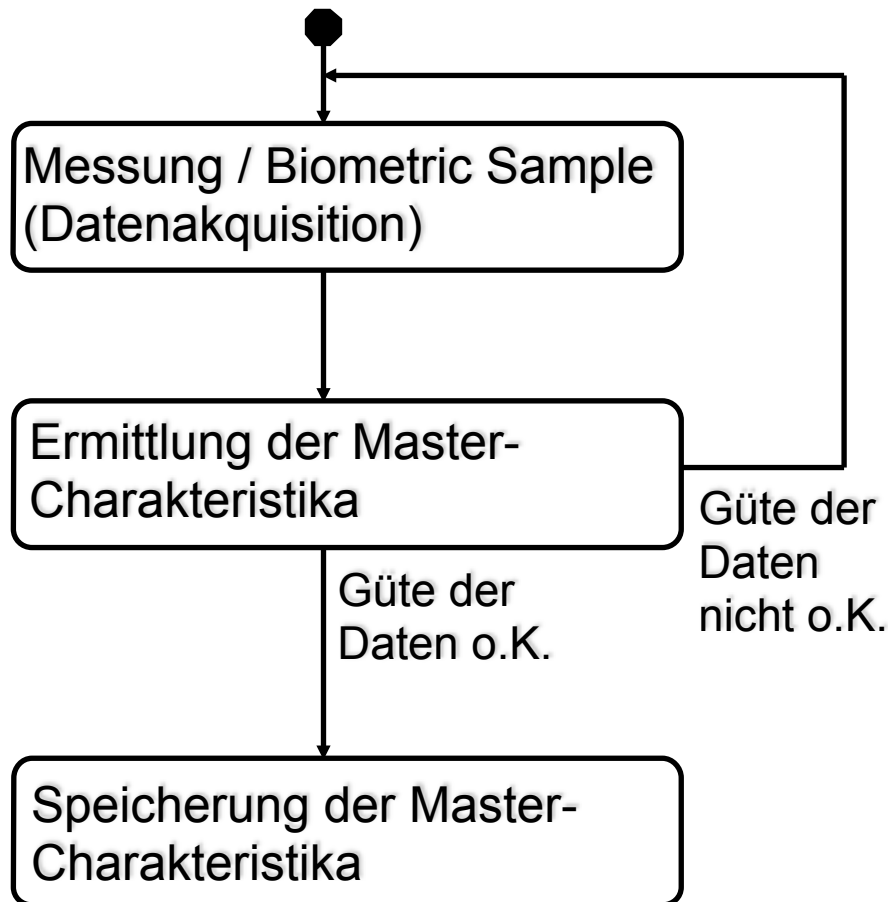 Messung / Biometric Sample
(Datenakquisition)
Ermittlung der Master-
Charakteristika
Güte der
Daten
nicht o.K.
Güte der
Daten o.K.
Speicherung der Master-
Charakteristika